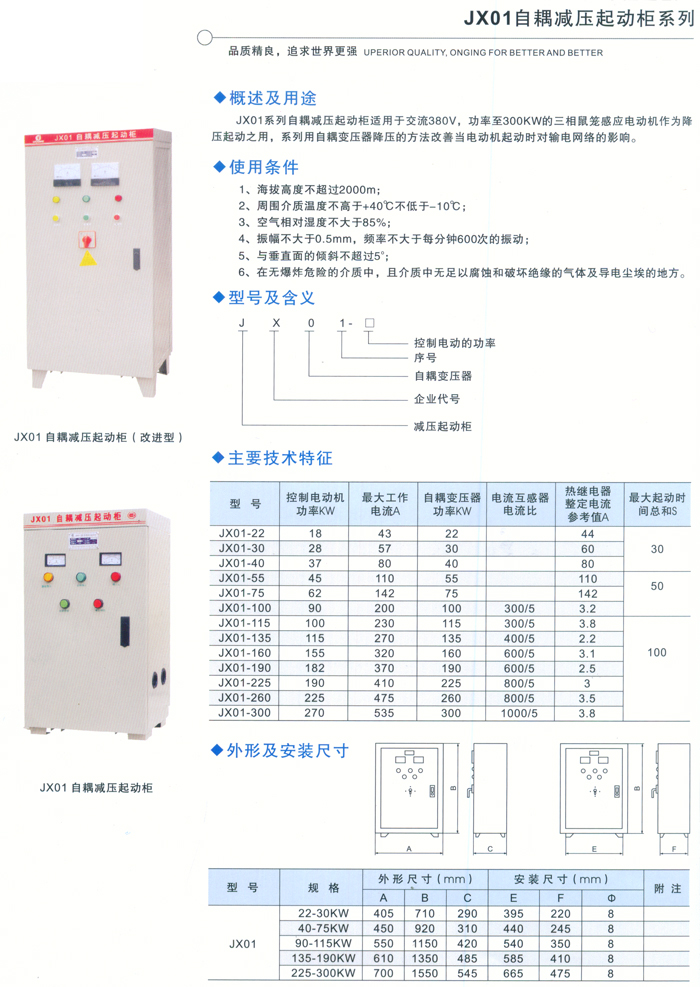 JX01自耦减压起动柜系列
品质精良，追求世界更强 UPERIOR QUALITY, ONGING FOR BETTER AND BETTER
◆概述及用途
JX01系列自耦减压起动柜适用于交流380V，功率至300KW的三相鼠笼感应电动机作为降
压起动之用，系列用自耦变压器降压的方法改善当电动机起动时对输电网络的影响。
◆使用条件
1、海拔高度不超过2000m；
2、周围介质温度不高于+40℃不低于-10℃；
3、空气相对湿度不大于85%；
4、振幅不大于0.5mm，频率不大于每分钟600次的振动；
5、与垂直面的倾斜不超过5°；
6、在无爆炸危险的介质中，且介质中无足以腐蚀和破坏绝缘的气体及导电尘埃的地方。
◆型号及含义
J X 0 1-□
控制电动的功率
序号
自耦变压器
企业代号
减压起动柜
JX01 自耦减压起动柜
JX01 自耦减压起动柜（改进型）
JX01 自耦减压起动柜
JX01 自耦减压起动柜
◆主要技术特征
型 号 控制电动机功率KW 最大工作电流A 自耦变压器功率KW 电流互感器电流比 热继电器整定电流参考值A 最大起动时间总和S
JX01-22 18 43 22 44
JX01-30 28 57 30 60 30
JX01-40 37 80 40 80
JX01-55 45 110 55 110
JX01-75 62 142 75 142 50
JX01-100 90 200 100 300/5 3.2
JX01-115 100 230 115 300/5 3.8
JX01-135 115 270 135 400/5 2.2
JX01-160 155 320 160 600/5 3.1 100
JX01-190 182 370 190 600/5 2.5
JX01-225 190 410 225 800/5 3
JX01-260 225 475 260 800/5 3.5
JX01-300 270 535 300 1000/5 3.8
◆外形及安装尺寸
A B C E B F
型 号 规 格 外形尺寸（mm） 安装尺寸（mm） 附 注
A B C E F Φ
22-30KW 405 710 290 395 220 8
40-75KW 450 920 310 440 245 8
JX01 90-115KW 550 1150 420 540 350 8
135-190KW 610 1350 485 585 410 8
225-300KW 700 1550 545 665 475 8